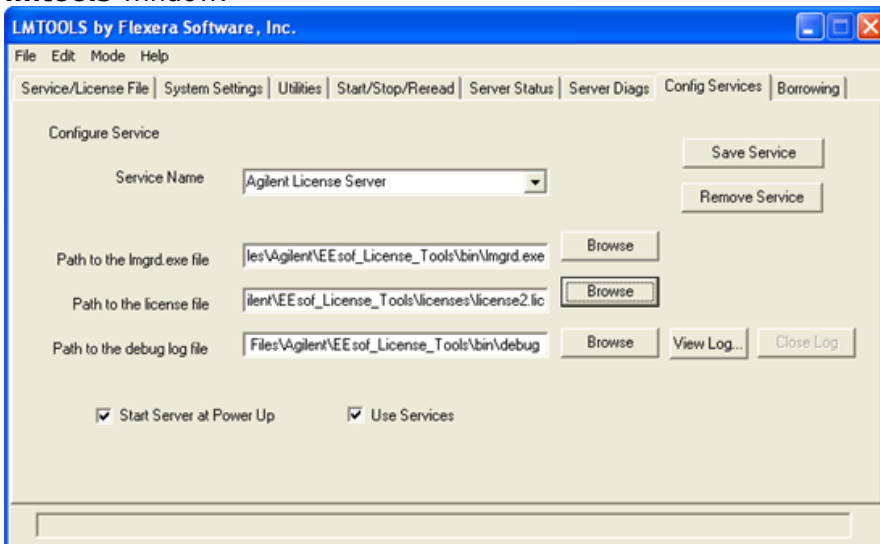 LMTOOLS by Flexera Software, Inc.
File Edit Mode Help
Service/License File System Settings Utilities Start/Stop/Reread Server Status Server Diags Config Services Borrowing
Configure Service
Save Service
Service Name Agilent License Server
Remove Service
Path to the lmgrd.exe file les\Agilent\EEsof_License_Tools\bin\lmgrd.exe Browse
Path to the license file ilent\EEsof_License_Tools\licenses\license2.lic Browse
Path to the debug log file Files\Agilent\EEsof_License_Tools\bin\debug Browse View Log... Close Log
Start Server at Power Up Use Services